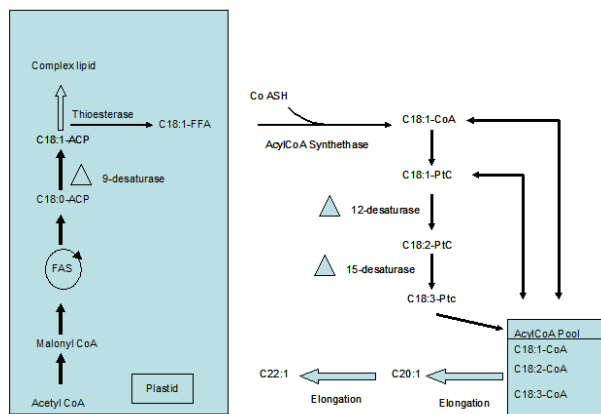 Complex lipid
Thioesterase
C18:1-FFA
C18:1-ACP
9-desaturase
C18:0-ACP
FAS
Malonyl CoA
Acetyl CoA
Plastid
Co ASH
AcylCoA Synthethase
C18:1-CoA
C18:1-PtC
12-desaturase
C18:2-PtC
15-desaturase
C18:3-Ptc
AcylCoA Pool
C18:1-CoA
C18:2-CoA
C18:3-CoA
C22:1
Elongation
C20:1
Elongation